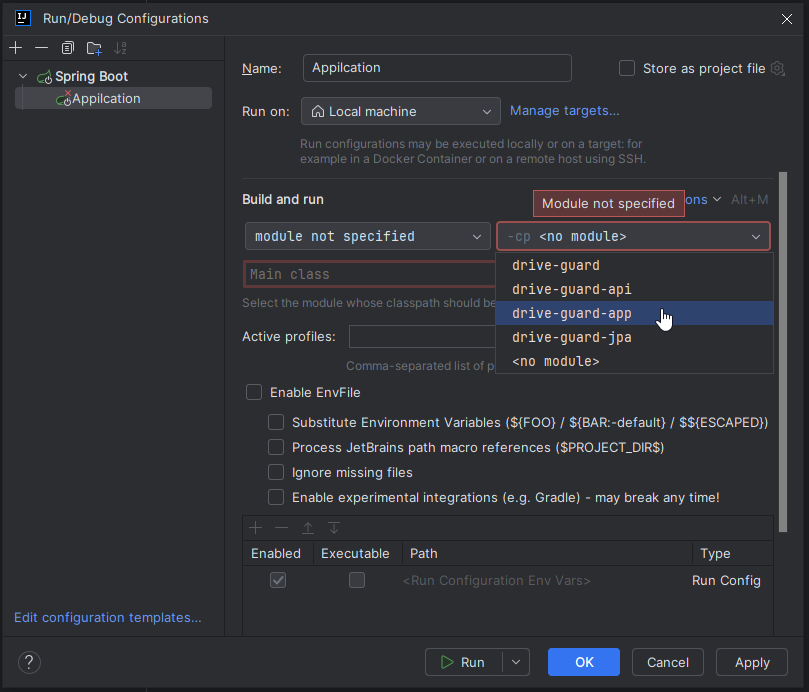 IJ Run/Debug Configurations
Spring Boot
Appilcation
Edit configuration templates...
Name: Appilcation Store as project file
Run on: Local machine Manage targets...
Run configurations may be executed locally or on a target: for
example in a Docker Container or on a remote host using SSH.
Build and run Module not specified ons Alt+M
module not specified -cp <no module>
Main class
drive-guard
drive-guard-api
drive-guard-app
drive-guard-jpa
<no module>
Select the module whose classpath should be
Active profiles:
Comma-separated list of p
Enable EnvFile
Substitute Environment Variables (${FOO} / ${BAR:-default} / $${ESCAPED})
Process JetBrains path macro references ($PROJECT_DIR$)
Ignore missing files
Enable experimental integrations (e.g. Gradle) - may break any time!
Enabled Executable Path Type
<Run Configuration Env Vars> Run Config
? Run OK Cancel Apply